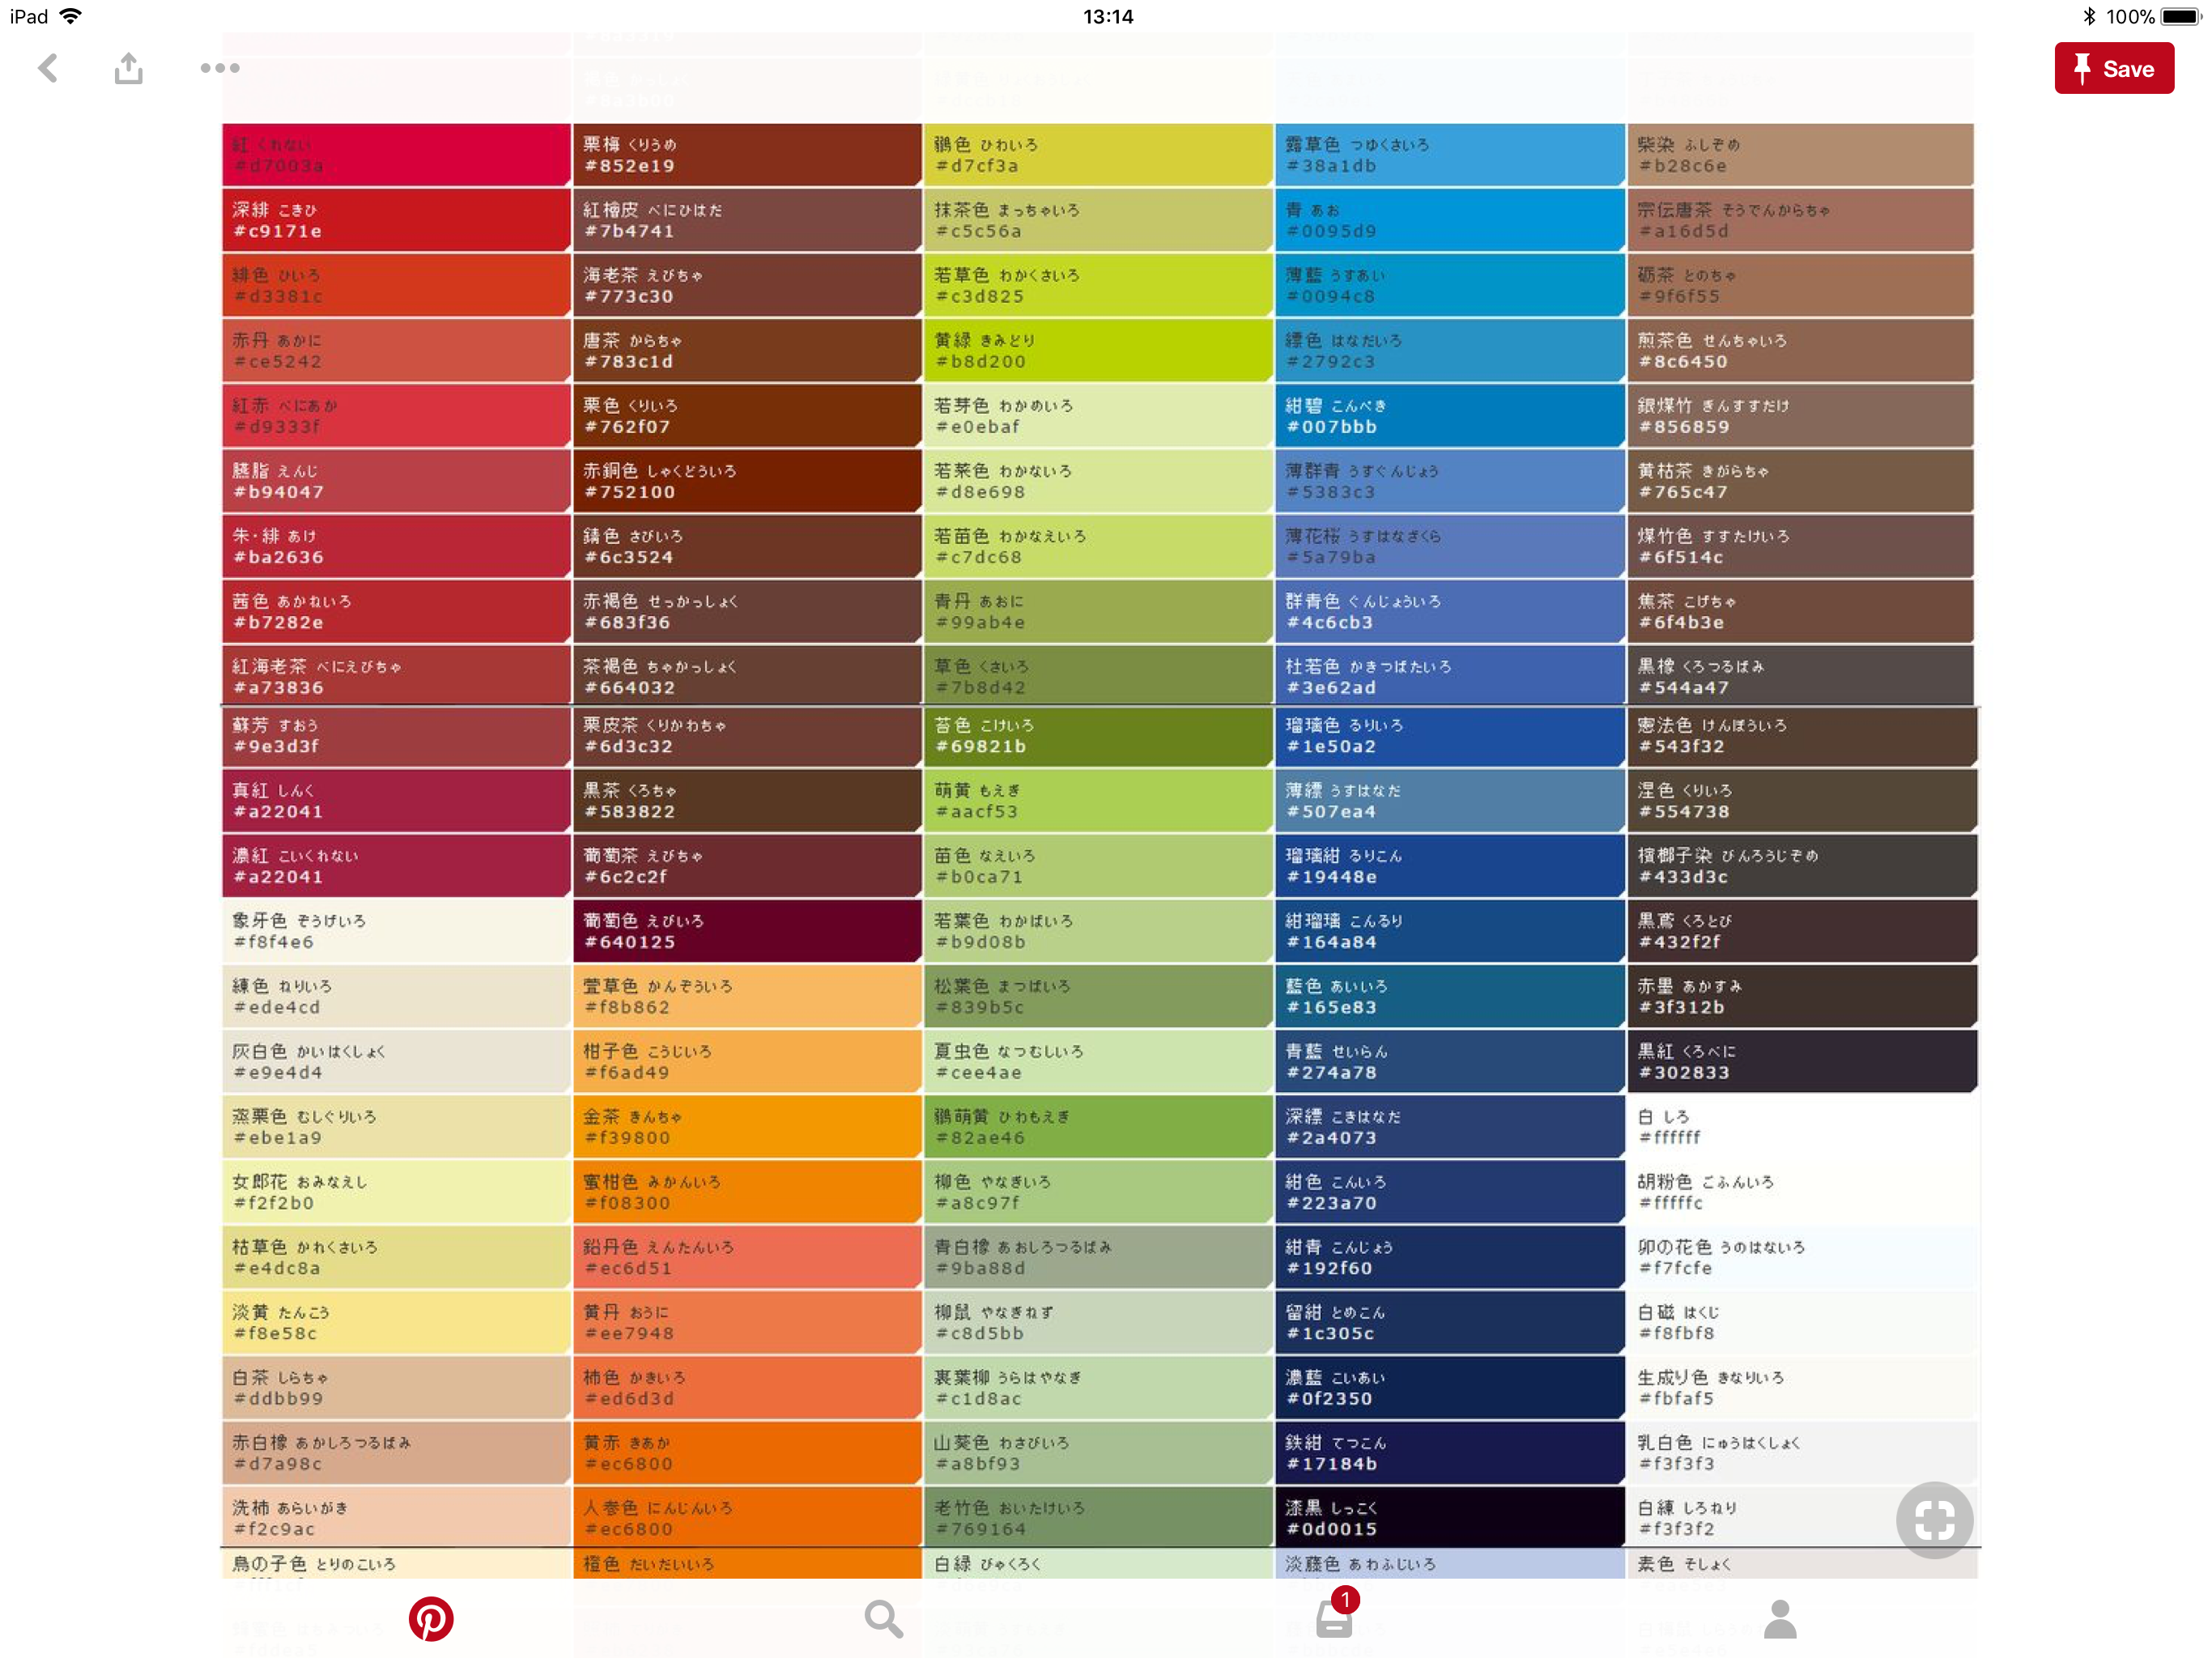 iPad
13:14
100%
Save
紅 くれない
#d7003a
栗梅 くりうめ
#852e19
鶸色 ひわいろ
#d7cf3a
露草色 つゆくさいろ
#38a1db
柴染 ふしぞめ
#b28c6e
深緋 こきひ
#c9171e
紅檜皮 べにひはだ
#7b4741
抹茶色 まっちゃいろ
#c5c56a
青 あお
#0095d9
宗伝唐茶 そうでんからちゃ
#a16d5d
緋色 ひいろ
#d3381c
海老茶 えびちゃ
#773c30
若草色 わかくさいろ
#c3d825
薄藍 うすあい
#0094c8
砺茶 とのちゃ
#9f6f55
赤丹 あかに
#ce5242
唐茶 からちゃ
#783c1d
黄緑 きみどり
#b8d200
縹色 はなだいろ
#2792c3
煎茶色 せんちゃいろ
#8c6450
紅赤 べにあか
#d9333f
栗色 くりいろ
#762f07
若芽色 わかめいろ
#e0ebaf
紺碧 こんぺき
#007bbb
銀煤竹 ぎんすすだけ
#856859
臙脂 えんじ
#b94047
赤銅色 しゃくどういろ
#752100
若菜色 わかないろ
#d8e698
薄群青 うすぐんじょう
#5383c3
黄枯茶 きがらちゃ
#765c47
朱・緋 あけ
#ba2636
錆色 さびいろ
#6c3524
若苗色 わかなえいろ
#c7dc68
薄花桜 うすはなざくら
#5a79ba
煤竹色 すすたけいろ
#6f514c
茜色 あかねいろ
#b7282e
赤褐色 せっかっしょく
#683f36
青丹 あおに
#99ab4e
群青色 ぐんじょういろ
#4c6cb3
焦茶 こげちゃ
#6f4b3e
紅海老茶 べにえびちゃ
#a73836
茶褐色 ちゃかっしょく
#664032
草色 くさいろ
#7b8d42
杜若色 かきつばたいろ
#3e62ad
黒橡 くろつるばみ
#544a47
蘇芳 すおう
#9e3d3f
栗皮茶 くりかわちゃ
#6d3c32
苔色 こけいろ
#69821b
瑠璃色 るりいろ
#1e50a2
憲法色 けんぽういろ
#543f32
真紅 しんく
#a22041
黒茶 くろちゃ
#583822
萌黄 もえぎ
#aacf53
薄縹 うすはなだ
#507ea4
涅色 くりいろ
#554738
濃紅 こいくれない
#a22041
葡萄茶 えびちゃ
#6c2c2f
苗色 なえいろ
#b0ca71
瑠璃紺 るりこん
#19448e
檳榔子染 びんろうじぞめ
#433d3c
象牙色 ぞうげいろ
#f8f4e6
葡萄色 えびいろ
#640125
若葉色 わかばいろ
#b9d08b
紺瑠璃 こんるり
#164a84
黒鳶 くろとび
#432f2f
練色 ねりいろ
#ede4cd
萱草色 かんぞういろ
#f8b862
松葉色 まつばいろ
#839b5c
藍色 あいいろ
#165e83
赤墨 あかすみ
#3f312b
灰白色 かいはくしょく
#e9e4d4
柑子色 こうじいろ
#f6ad49
夏虫色 なつむしいろ
#cee4ae
青藍 せいらん
#274a78
黒紅 くろべに
#302833
蒸栗色 むしぐりいろ
#ebe1a9
金茶 きんちゃ
#f39800
鶸萌黄 ひわもえぎ
#82ae46
深縹 こきはなだ
#2a4073
白 しろ
#ffffff
女郎花 おみなえし
#f2f2b0
蜜柑色 みかんいろ
#f08300
柳色 やなぎいろ
#a8c97f
紺色 こんいろ
#223a70
胡粉色 ごふんいろ
#fffffc
枯草色 かれくさいろ
#e4dc8a
鉛丹色 えんたんいろ
#ec6d51
青白橡 あおしろつるばみ
#9ba88d
紺青 こんじょう
#192f60
卯の花色 うのはないろ
#f7fcfe
淡黄 たんこう
#f8e58c
黄丹 おうに
#ee7948
柳鼠 やなぎねず
#c8d5bb
留紺 とめこん
#1c305c
白磁 はくじ
#f8fbf8
白茶 しらちゃ
#ddbb99
柿色 かきいろ
#ed6d3d
裏葉柳 うらはやなぎ
#c1d8ac
濃藍 こいあい
#0f2350
生成り色 きなりいろ
#fbfaf5
赤白橡 あかしろつるばみ
#d7a98c
黄赤 きあか
#ec6800
山葵色 わさびいろ
#a8bf93
鉄紺 てつこん
#17184b
乳白色 にゅうはくしょく
#f3f3f3
洗柿 あらいがき
#f2c9ac
人参色 にんじんいろ
#ec6800
老竹色 おいたけいろ
#769164
漆黒 しっこく
#0d0015
白練 しろねり
#f3f3f2
鳥の子色 とりのこいろ
橙色 だいだいいろ
白緑 びゃくろく
淡藤色 あわふじいろ
素色 そしょく
1